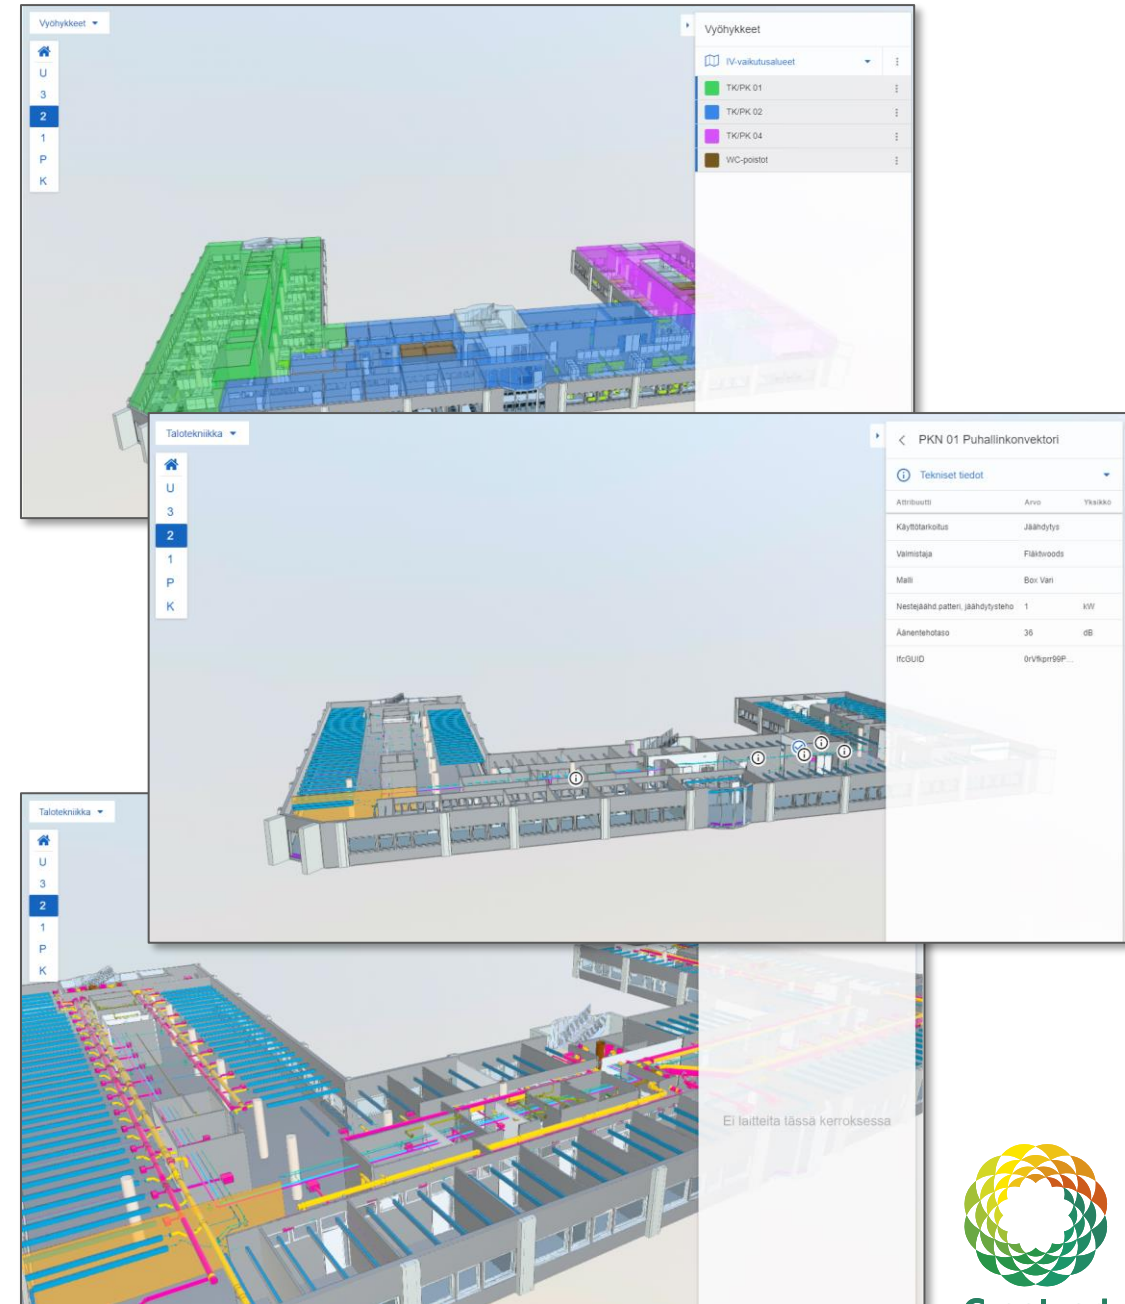 Vyöhykkeet
U
3
2
1
P
K
Vyöhykkeet
IV-vaikutusalueet
TK/PK 01
TK/PK 02
TK/PK 04
WC-poistot
Talotekniikka
U
3
2
1
P
K
PKN 01 Puhallinkonvektori
Tekniset tiedot
Attribuutti Arvo Yksikkö
Käyttötarkoitus Jäähdytys
Valmistaja Fläktwoods
Malli Box Vari
Nestejäähd.patteri, jäähdytysteho 1 kW
Äänentehotaso 36 dB
IfcGUID
Talotekniikka
U
3
2
1
P
K
Ei laitteita tässä kerroksessa